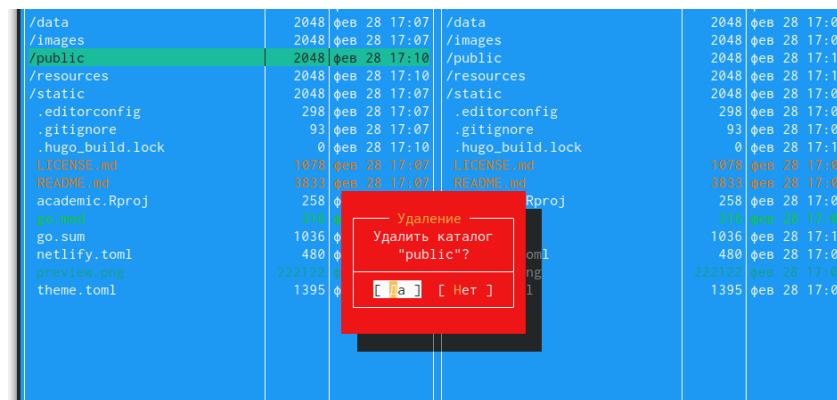 /data 2048 фев 28 17:07 /data 2048 фев 28 17:0
/images 2048 фев 28 17:07 /images 2048 фев 28 17:0
/public 2048 фев 28 17:10 /public 2048 фев 28 17:1
/resources 2048 фев 28 17:10 /resources 2048 фев 28 17:1
/static 2048 фев 28 17:07 /static 2048 фев 28 17:0
.editorconfig 298 фев 28 17:07 .editorconfig 298 фев 28 17:0
.gitignore 93 фев 28 17:07 .gitignore 93 фев 28 17:0
.hugo_build.lock 0 фев 28 17:10 .hugo_build.lock 0 фев 28 17:1
LICENSE.md 1078 фев 28 17:07 LICENSE.md 1078 фев 28 17:0
README.md 3833 фев 28 17:07 README.md 3833 фев 28 17:0
academic.Rproj 258 ф Rproj 258 фев 28 17:0
go.mod 316 316 фев 28 17:0
go.sum 1036 ф 1036 фев 28 17:1
netlify.toml 480 ф oml 480 фев 28 17:0
preview.png 222122 ng 222122 фев 28 17:0
theme.toml 1395 ф l 1395 фев 28 17:0
Удаление
Удалить каталог
"public"?
[ Да ] [ Нет ]